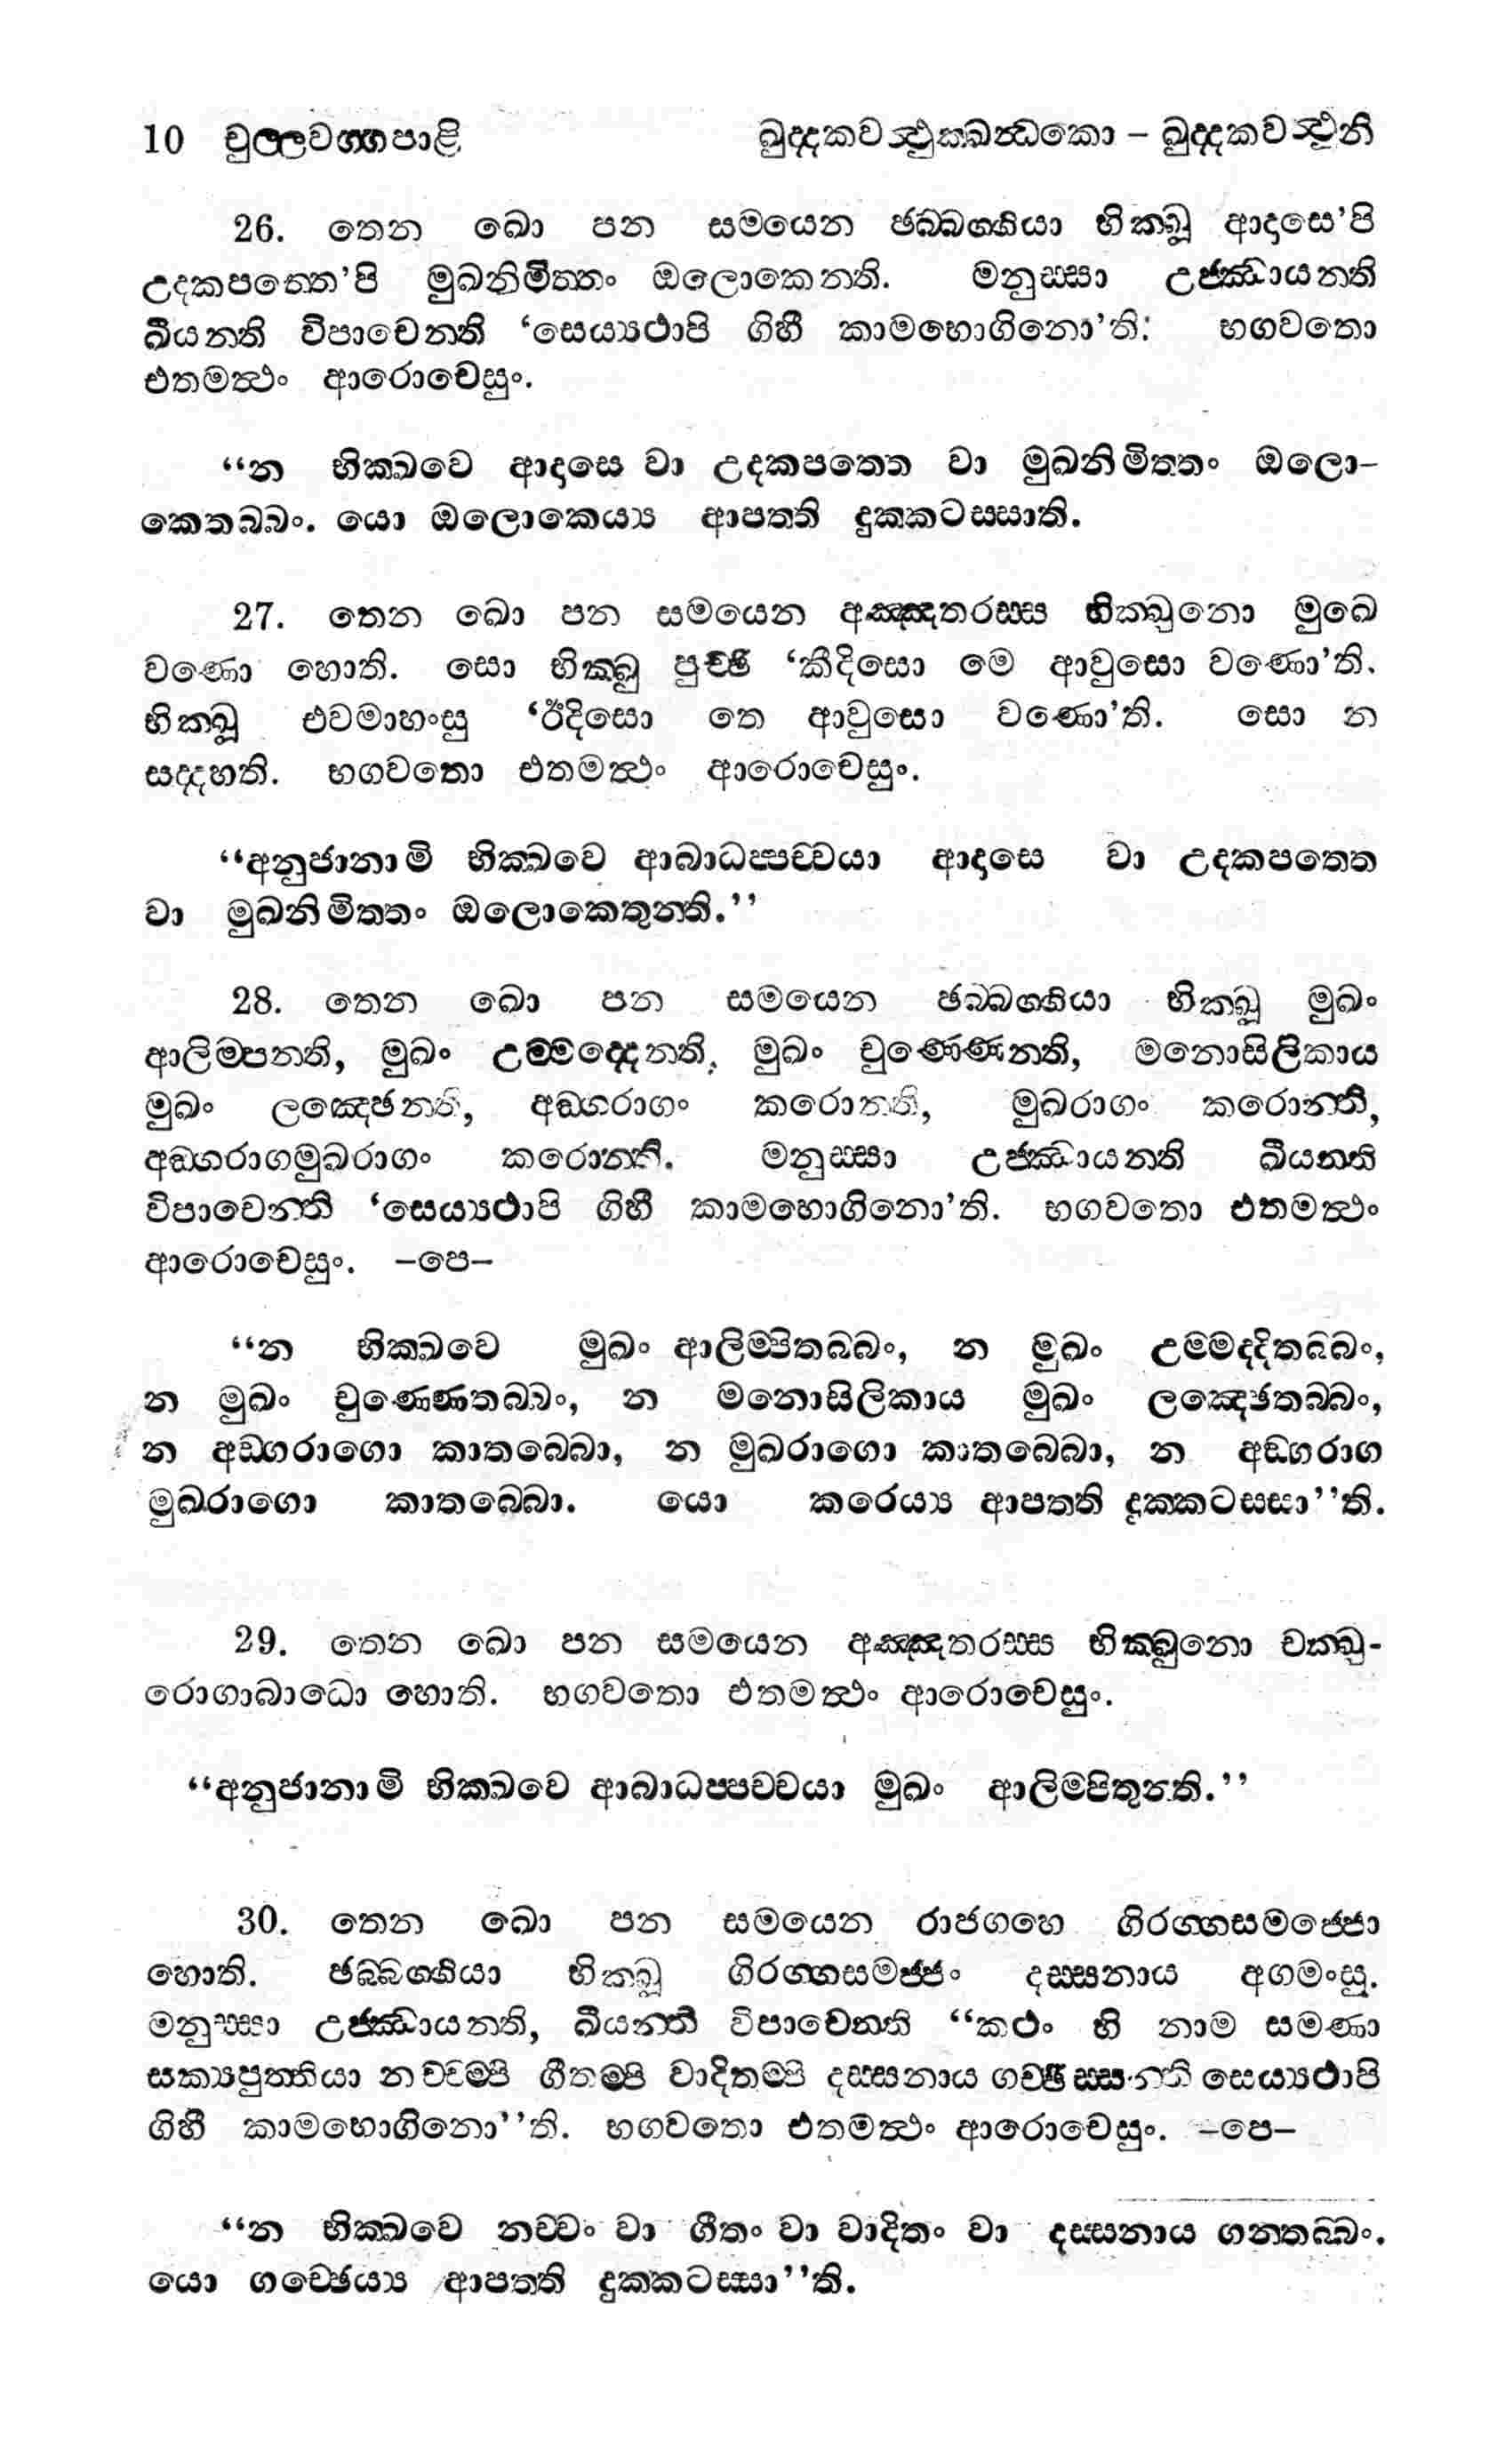 10 චුල්ලවග්ගපාළි ඛුද්දකවත්ථුක්ඛන්ධකො – ඛුද්දකවත්ථූනි
26. තෙන ඛො පන සමයෙන ඡබ්බග්ගියා භික්ඛූ ආදාසෙ’පි
උදකපත්තෙ’පි මුඛනිමිත්තං ඔලොකෙන්ති. මනුස්සා උජ්ඣායන්ති
ඛීයන්ති විපාචෙන්ති ‘සෙය්‍යථාපි ගිහී කාමභොගිනො’ති: භගවතො
එතමත්ථං ආරොචෙසුං.
“න භික්ඛවෙ ආදාසෙ වා උදකපත්තෙ වා මුඛනිමිත්තං ඔලො-
කෙතබ්බං. යො ඔලොකෙය්‍ය ආපත්ති දුක්කටස්සාති.
27. තෙන ඛො පන සමයෙන අඤ්ඤතරස්ස භික්ඛුනො මුඛෙ
වණො හොති. සො භික්ඛු පුච්ඡි ‘කීදිසො මෙ ආවුසො වණො’ති.
භික්ඛූ එවමාහංසු ‘ඊදිසො තෙ ආවුසො වණො’ති. සො න
සද්දහති. භගවතො එතමත්ථං ආරොචෙසුං.
“අනුජානාමි භික්ඛවෙ ආබාධප්පච්චයා ආදාසෙ වා උදකපත්තෙ
වා මුඛනිමිත්තං ඔලොකෙතුන්ති.”
28. තෙන ඛො පන සමයෙන ඡබ්බග්ගියා භික්ඛූ මුඛං
ආලිම්පන්ති, මුඛං උම්මද්දෙන්ති, මුඛං චුණ්ණෙන්ති, මනොසිලිකාය
මුඛං ලඤ්ඡෙන්ති, අඞ්ගරාගං කරොන්ති, මුඛරාගං කරොන්ති,
අඞ්ගරාගමුඛරාගං කරොන්ති. මනුස්සා උජ්ඣායන්ති ඛීයන්ති
විපාචෙන්ති ‘සෙය්‍යථාපි ගිහී කාමභොගිනො’ති. භගවතො එතමත්ථං
ආරොචෙසුං. –පෙ–
“න භික්ඛවෙ මුඛං ආලිම්පිතබ්බං, න මුඛං උම්මද්දිතබ්බං,
න මුඛං චුණ්ණෙතබ්බං, න මනොසිලිකාය මුඛං ලඤ්ඡෙතබ්බං,
න අඞ්ගරාගො කාතබ්බො, න මුඛරාගො කාතබ්බො, න අඞ්ගරාග
මුඛරාගො කාතබ්බො. යො කරෙය්‍ය ආපත්ති දුක්කටස්සා”ති.
29. තෙන ඛො පන සමයෙන අඤ්ඤතරස්ස භික්ඛුනො චක්ඛු-
රොගාබාධො හොති. භගවතො එතමත්ථං ආරොචෙසුං.
“අනුජානාමි භික්ඛවෙ ආබාධප්පච්චයා මුඛං ආලිම්පිතුන්ති.”
30. තෙන ඛො පන සමයෙන රාජගහෙ ගිරග්ගසමජ්ජො
හොති. ඡබ්බග්ගියා භික්ඛූ ගිරග්ගසමජ්ජං දස්සනාය අගමංසු.
මනුස්සා උජ්ඣායන්ති, ඛීයන්ති විපාචෙන්ති “කථං හි නාම සමණා
සක්‍යපුත්තියා නච්චම්පි ගීතම්පි වාදිතම්පි දස්සනාය ගච්ඡිස්සන්ති සෙය්‍යථාපි
ගිහී කාමභොගිනො”ති. භගවතො එතමත්ථං ආරොචෙසුං. –පෙ–
“න භික්ඛවෙ නච්චං වා ගීතං වා වාදිතං වා දස්සනාය ගන්තබ්බං.
යො ගච්ඡෙය්‍ය ආපත්ති දුක්කටස්සා”ති.